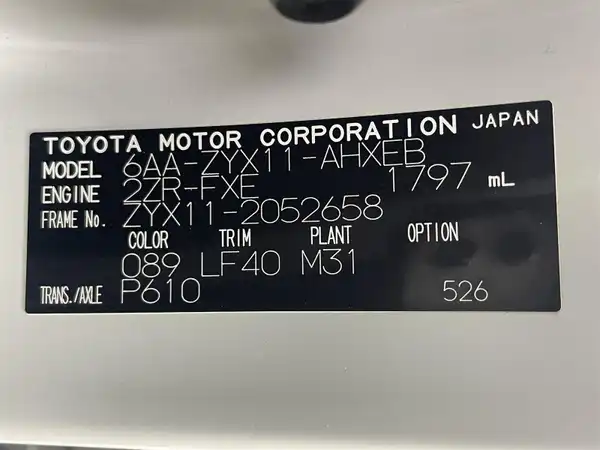 TOYOTA MOTOR CORPORATION JAPAN
MODEL 6AA-ZYX11-AHXEB
ENGINE 2ZR-FXE 1797 mL
FRAME No. ZYX11-2052658
COLOR TRIM PLANT OPTION
089 LF40 M31
TRANS./AXLE P610 526